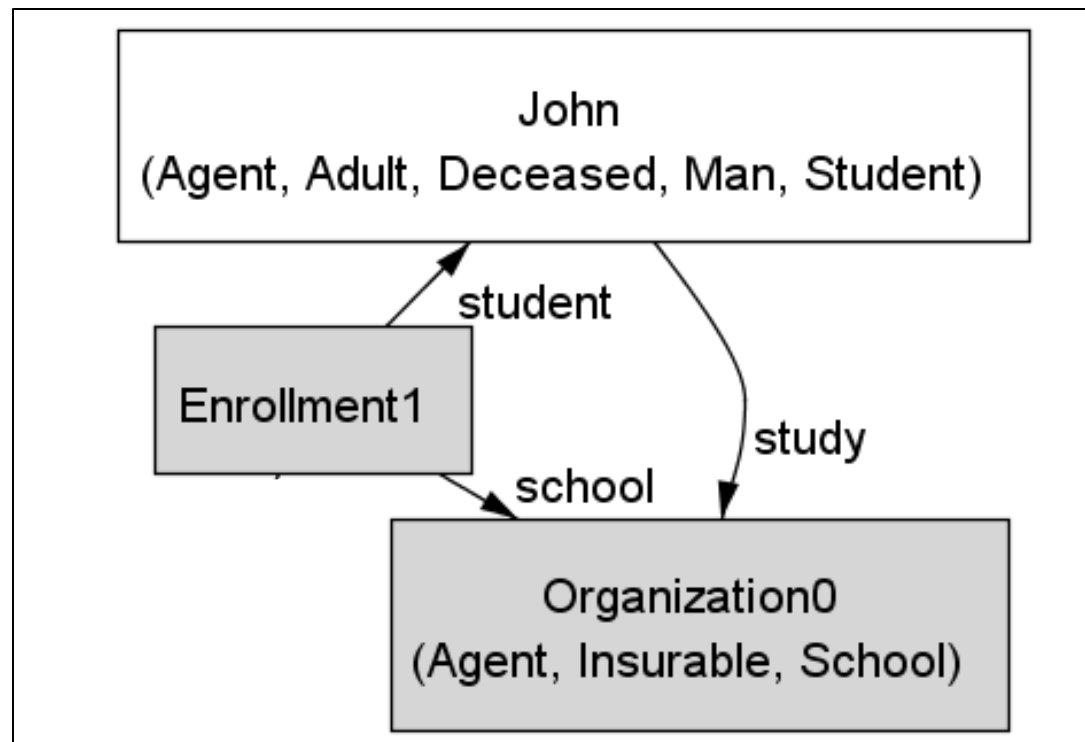 John
(Agent, Adult, Deceased, Man, Student)
student
Enrollment1
study
school
Organization0
(Agent, Insurable, School)